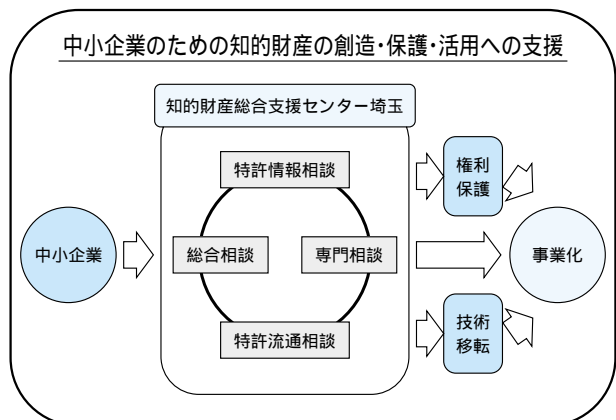 中小企業のための知的財産の創造・保護・活用への支援
知的財産総合支援センター埼玉
特許情報相談
権利
保護
中小企業
総合相談
専門相談
事業化
特許流通相談
技術
移転